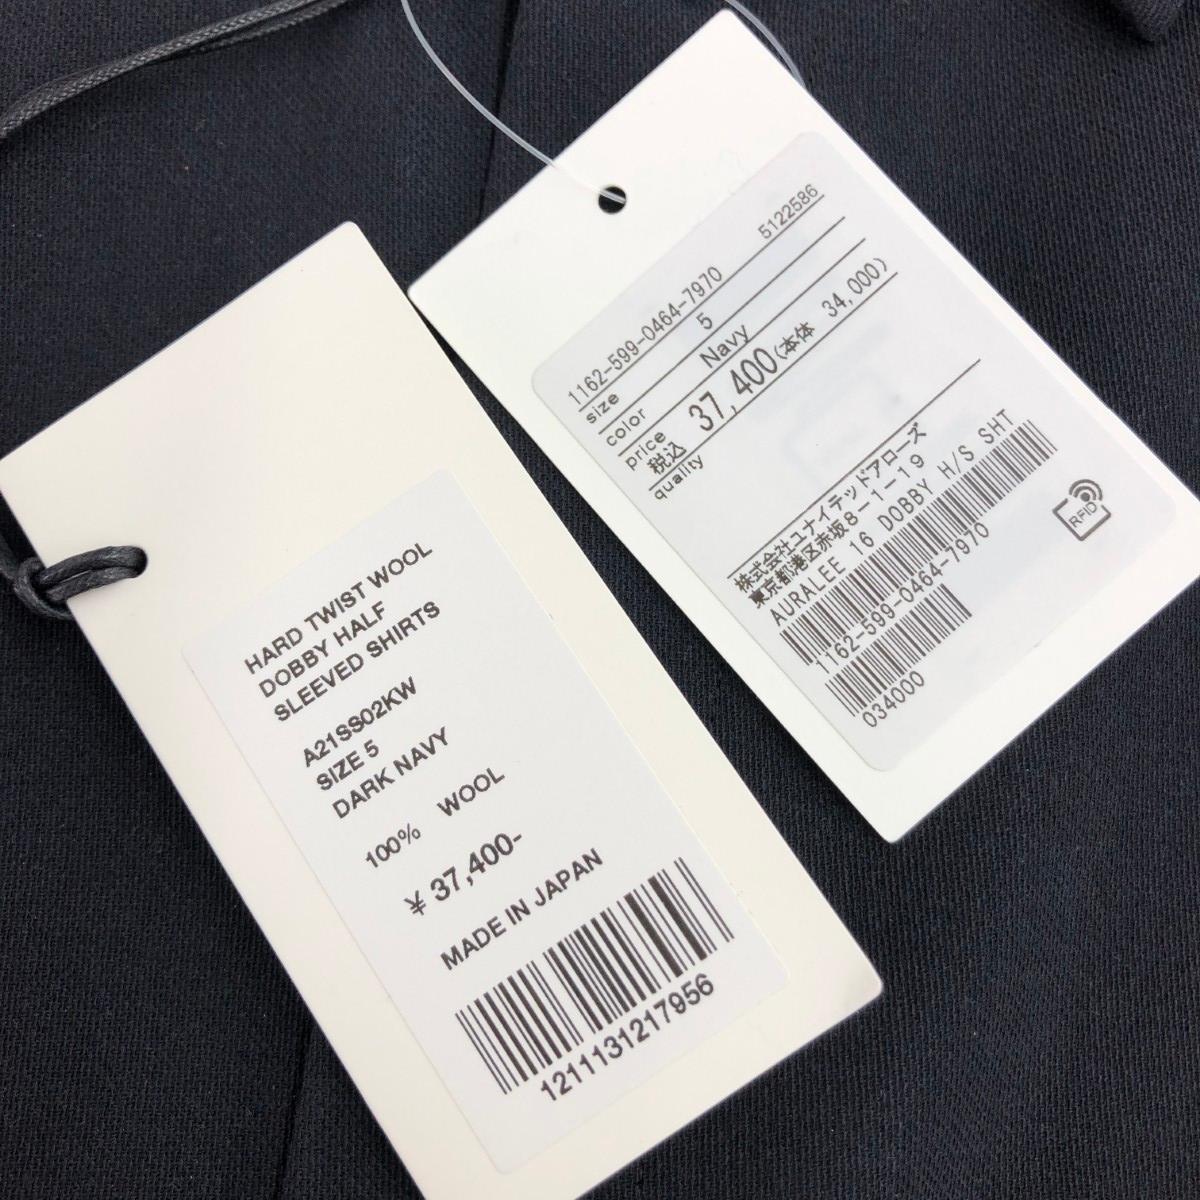 HARD TWIST WOOL
DOBBY HALF
SLEEVED SHIRTS
A21SS02KW
SIZE 5
DARK NAVY
100% WOOL
¥ 37,400-
MADE IN JAPAN
1211131217956
5122586
1162-599-0464-7970
size 5
color Navy
price
税込 37,400(本体 34,000)
quality
株式会社ユナイテッドアローズ
東京都港区赤坂8-1-19
AURALEE 16 DOBBY H/S SHT
1162-599-0464-7970
034000
RFID